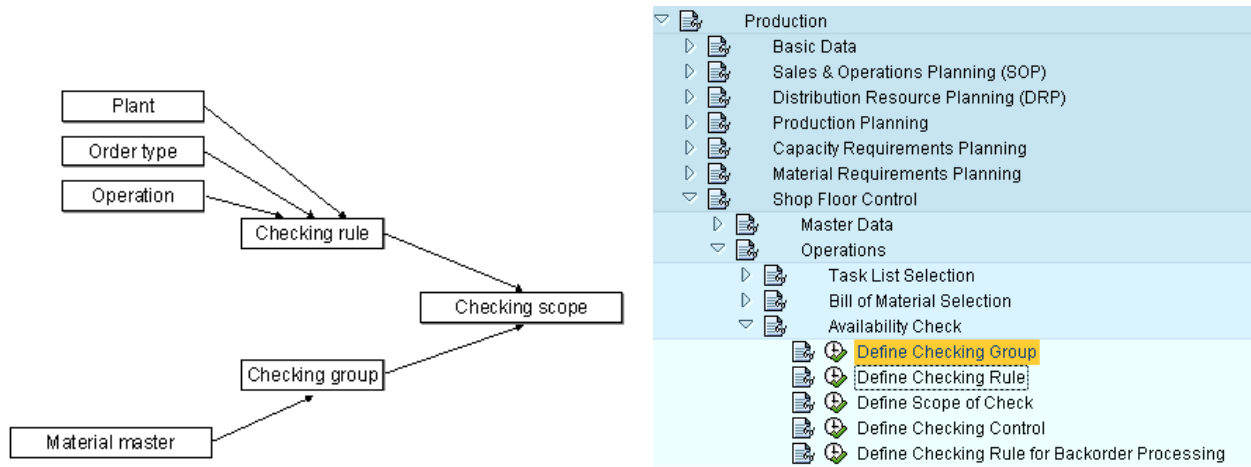 Plant
Order type
Operation
Checking rule
Checking scope
Checking group
Material master
Production
Basic Data
Sales & Operations Planning (SOP)
Distribution Resource Planning (DRP)
Production Planning
Capacity Requirements Planning
Material Requirements Planning
Shop Floor Control
Master Data
Operations
Task List Selection
Bill of Material Selection
Availability Check
Define Checking Group
Define Checking Rule
Define Scope of Check
Define Checking Control
Define Checking Rule for Backorder Processing